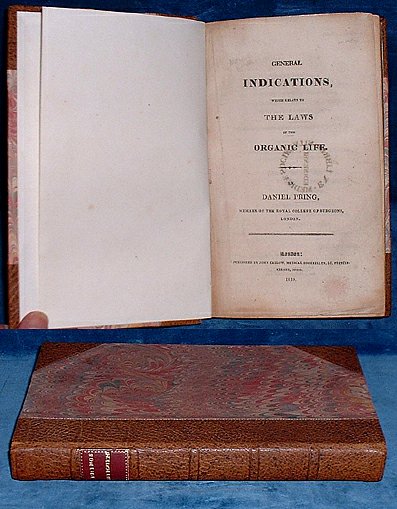 GENERAL
INDICATIONS,
WHICH RELATE TO
THE LAWS
OF THE
ORGANIC LIFE.
DANIEL PRING,
MEMBER OF THE ROYAL COLLEGE OF SURGEONS,
LONDON.
LONDON:
PUBLISHED BY JOHN CALLOW, MEDICAL BOOKSELLER,
1819.